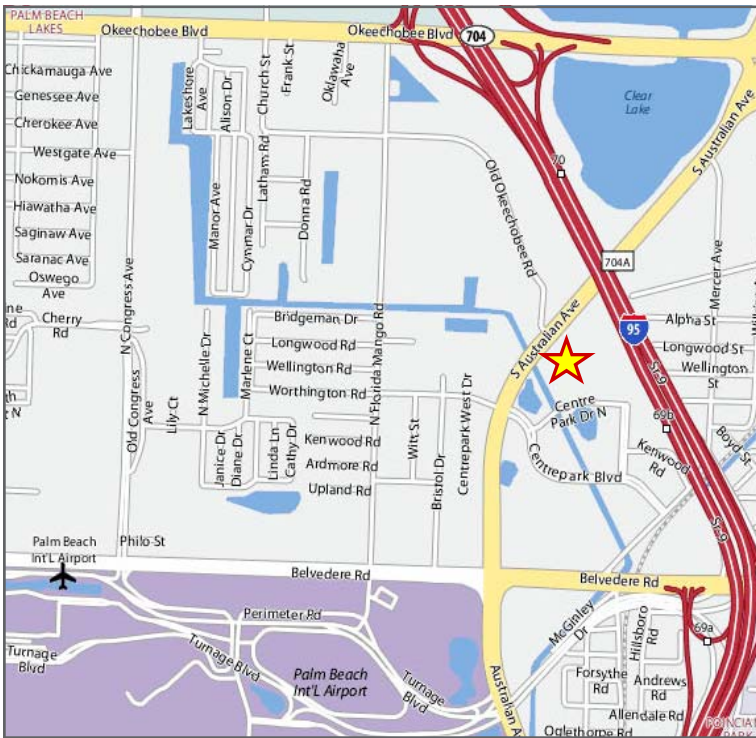 PALM BEACH
LAKES
Okeechobee Blvd
Okeechobee Blvd
704
Chickamauga Ave
Genessee Ave
Cherokee Ave
Westgate Ave
Nokomis Ave
Hiawatha Ave
Saginaw Ave
Saranac Ave
Oswego
Ave
Lakeshore
Ave
Alison Dr
Church St
Frank St
Oklawaha
Ave
Latham Rd
Donna Rd
Manor Ave
Cynmar Dr
Clear
Lake
S Australian Ave
70
Old Okeechobee Rd
704A
Mercer Ave
N Congress Ave
Cherry
Rd
Rd
Bridgeman Dr
Longwood Rd
Wellington Rd
Worthington Rd
N Florida Mango Rd
S Australian Ave
95
Alpha St
Longwood St
Wellington
St
Sr-9
Old Congress
Ave
Lily Ct
N Michelle Dr
Marlene Ct
Janice Dr
Diane Dr
Linda Ln
Cathy Dr
Kenwood Rd
Ardmore Rd
Upland Rd
Witt St
Bristol Dr
Centrepark West Dr
Centre
Park Dr N
69b
Kenwood
Rd
Boyd St
Centrepark Blvd
Sr-9
Palm Beach
Int'L Airport
Philo St
Belvedere Rd
Belvedere Rd
Perimeter Rd
Turnage Blvd
Turnage
Blvd
Palm Beach
Int'L Airport
Turnage
Blvd
Australian A
McGinley
Dr
Hillsboro
Rd
69a
Forsythe
Rd
Andrews
Rd
Allendale Rd
Oglethorpe Rd